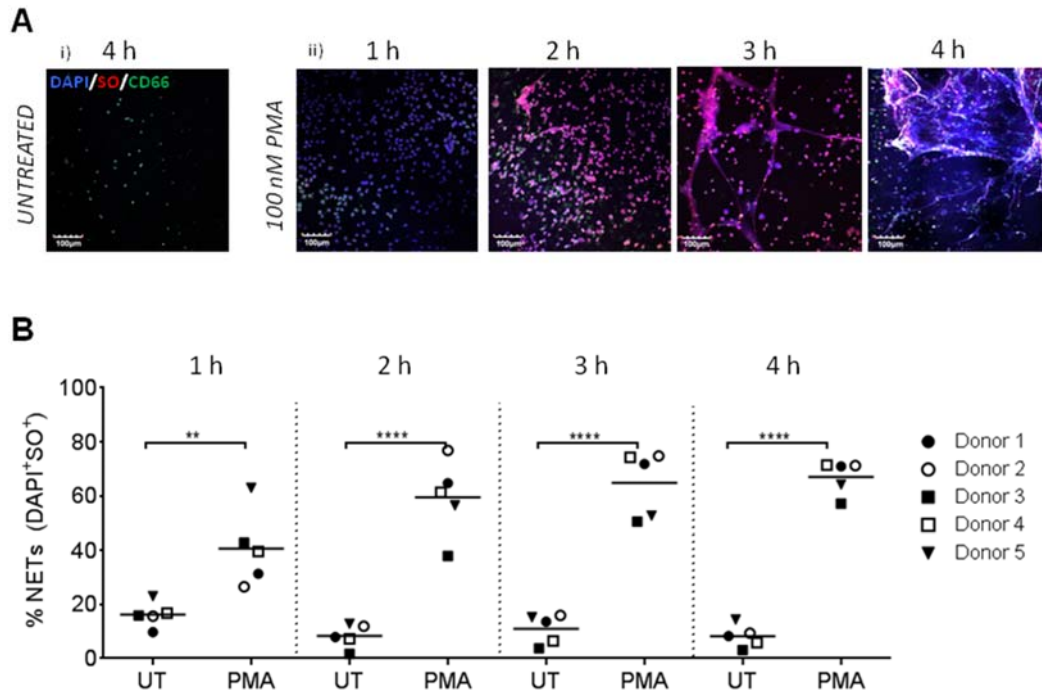 A
i) 4 h
ii) 1 h 2 h 3 h 4 h
UNTREATED
DAPI/SO/CD66
100 nM PMA
100µm 100µm 100µm 100µm 100µm
B
1 h 2 h 3 h 4 h
% NETs (DAPI⁺SO⁺)
100
80
60
40
20
0
** **** **** ****
UT PMA UT PMA UT PMA UT PMA
Donor 1
Donor 2
Donor 3
Donor 4
Donor 5